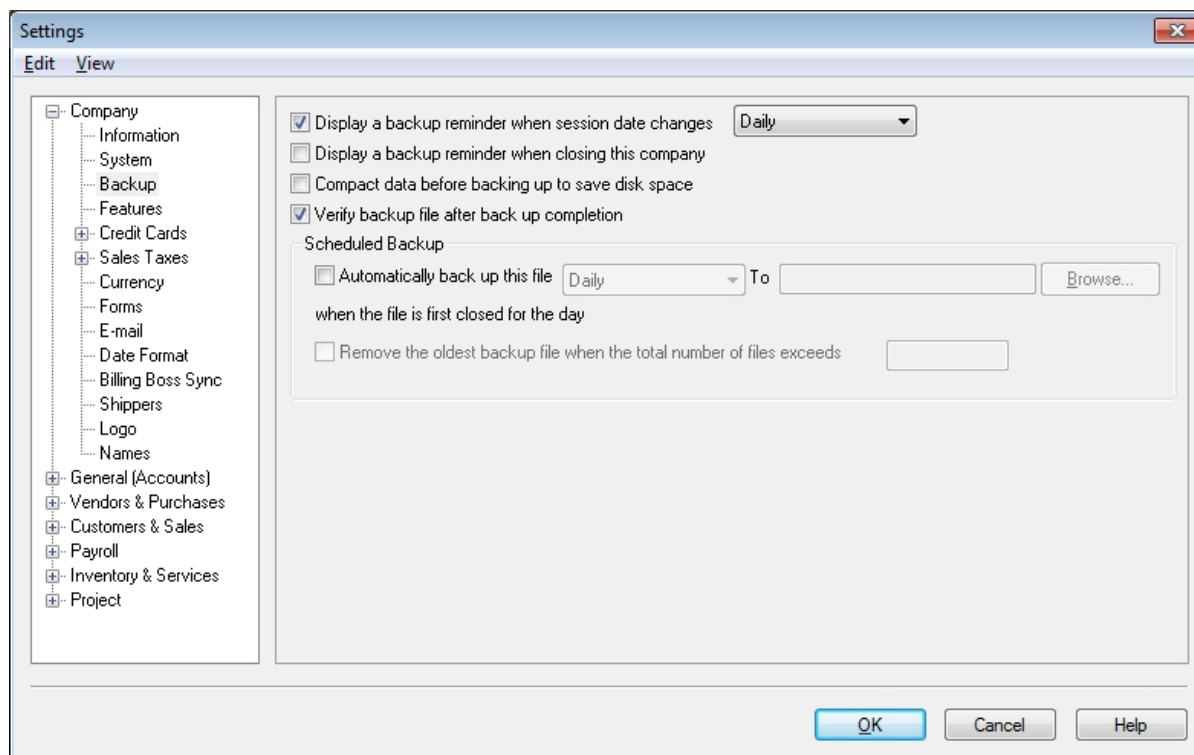 Settings
Edit View
Company
Information
System
Backup
Features
Credit Cards
Sales Taxes
Currency
Forms
E-mail
Date Format
Billing Boss Sync
Shippers
Logo
Names
General (Accounts)
Vendors & Purchases
Customers & Sales
Payroll
Inventory & Services
Project
Display a backup reminder when session date changes Daily
Display a backup reminder when closing this company
Compact data before backing up to save disk space
Verify backup file after back up completion
Scheduled Backup
Automatically back up this file Daily To Browse...
when the file is first closed for the day
Remove the oldest backup file when the total number of files exceeds
OK Cancel Help